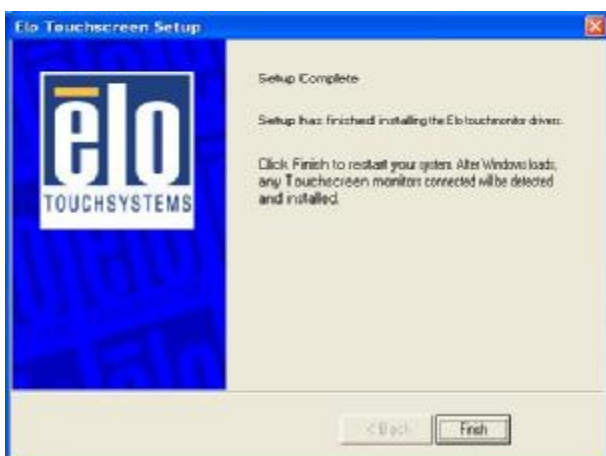 Elo Touchscreen Setup
ēlo
TOUCHSYSTEMS
Setup Complete
Setup has finished installing the Elo touchmonitor drivers.
Click Finish to restart your system. After Windows loads,
any Touchscreen monitors connected will be detected
and installed.
< Back
Finish